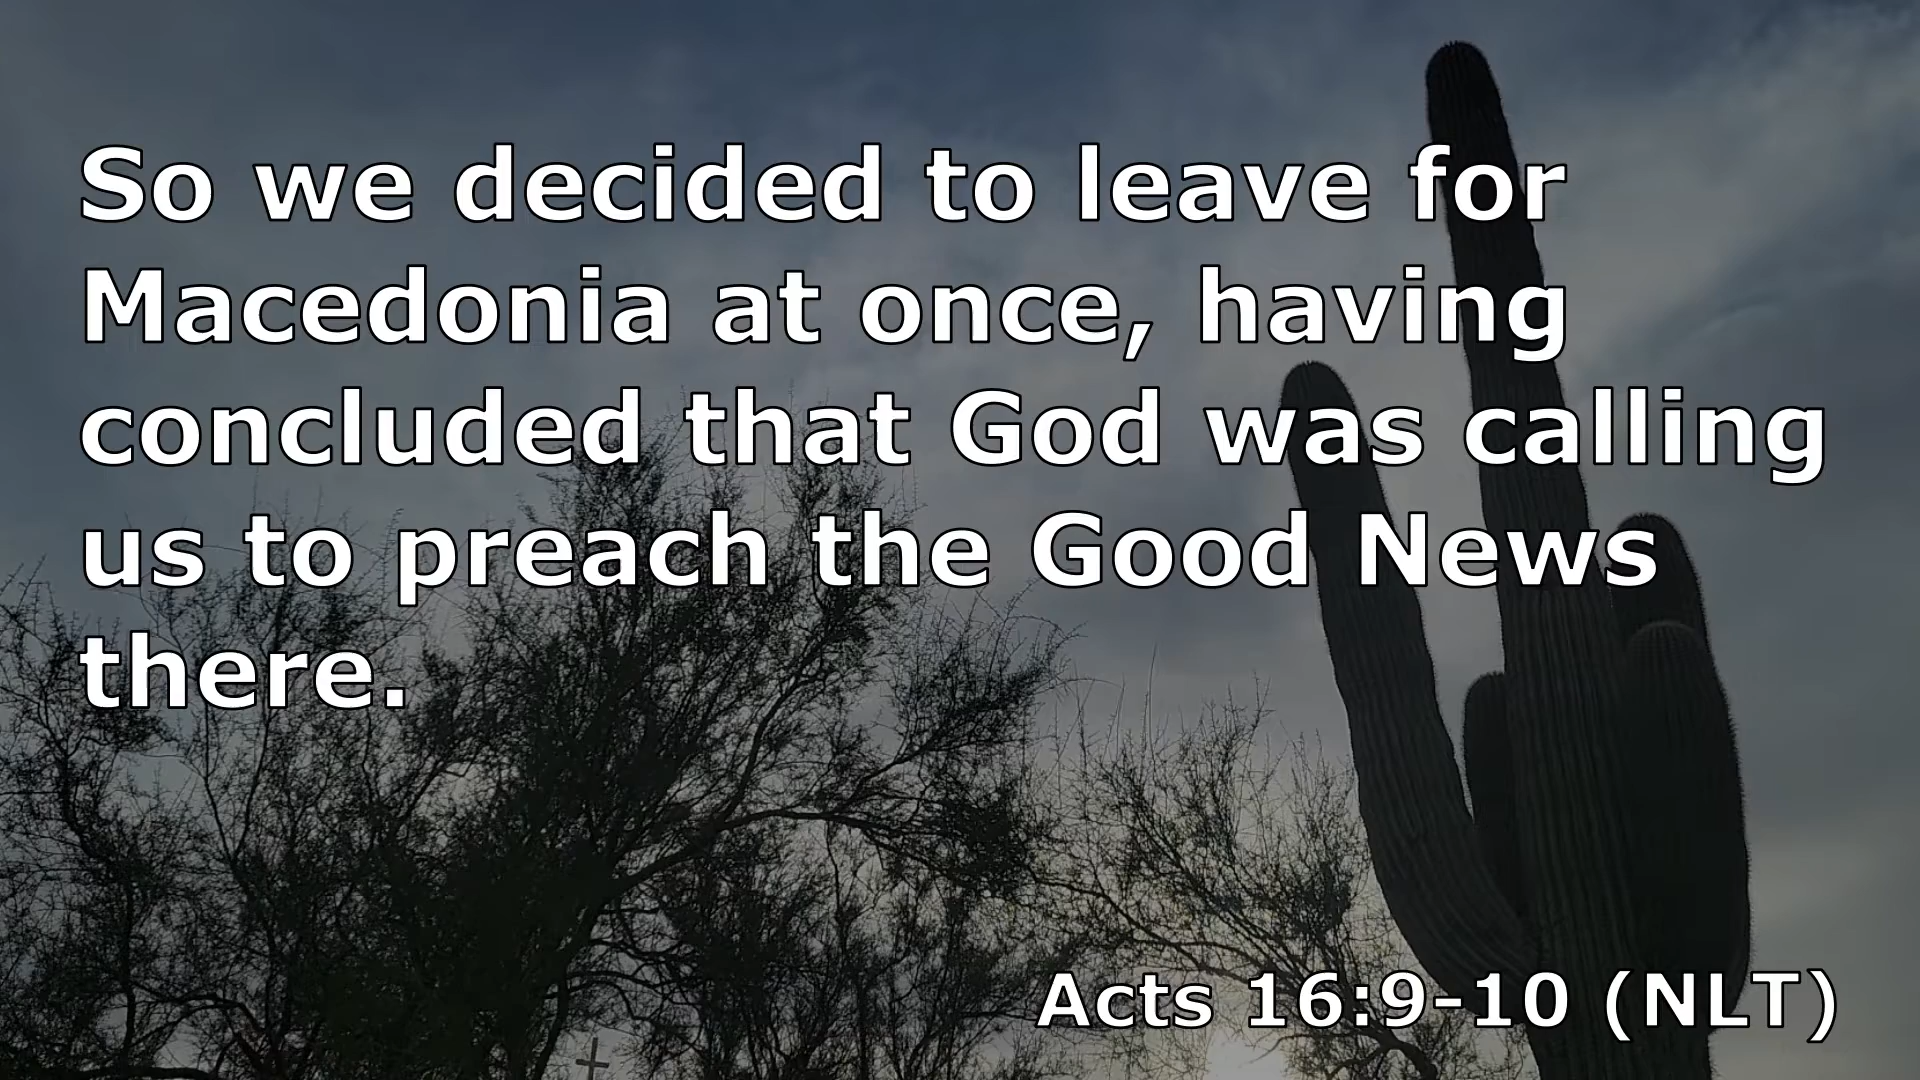 So we decided to leave for
Macedonia at once, having
concluded that God was calling
us to preach the Good News
there.
Acts 16:9-10 (NLT)